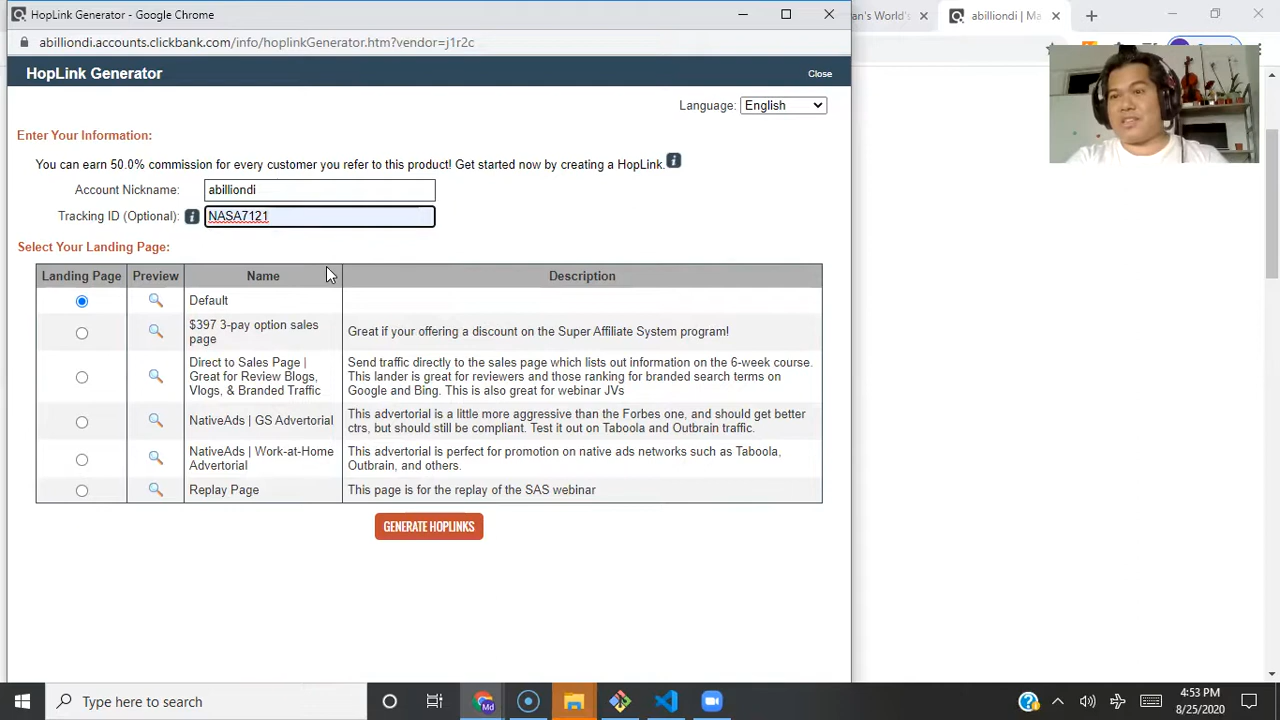 HopLink Generator - Google Chrome
an's World's
abilliondi | Ma
abilliondi.accounts.clickbank.com/info/hoplinkGenerator.htm?vendor=j1r2c
HopLink Generator
Close
Language: English
Enter Your Information:
You can earn 50.0% commission for every customer you refer to this product! Get started now by creating a HopLink.
Account Nickname: abilliondi
Tracking ID (Optional): NASA7121
Select Your Landing Page:
Landing Page Preview Name Description
Default
$397 3-pay option sales
page
Great if your offering a discount on the Super Affiliate System program!
Direct to Sales Page |
Great for Review Blogs,
Vlogs, & Branded Traffic
Send traffic directly to the sales page which lists out information on the 6-week course.
This lander is great for reviewers and those ranking for branded search terms on
Google and Bing. This is also great for webinar JVs
NativeAds | GS Advertorial
This advertorial is a little more aggressive than the Forbes one, and should get better
ctrs, but should still be compliant. Test it out on Taboola and Outbrain traffic.
NativeAds | Work-at-Home
Advertorial
This advertorial is perfect for promotion on native ads networks such as Taboola,
Outbrain, and others.
Replay Page
This page is for the replay of the SAS webinar
GENERATE HOPLINKS
Type here to search
Md
4:53 PM
8/25/2020